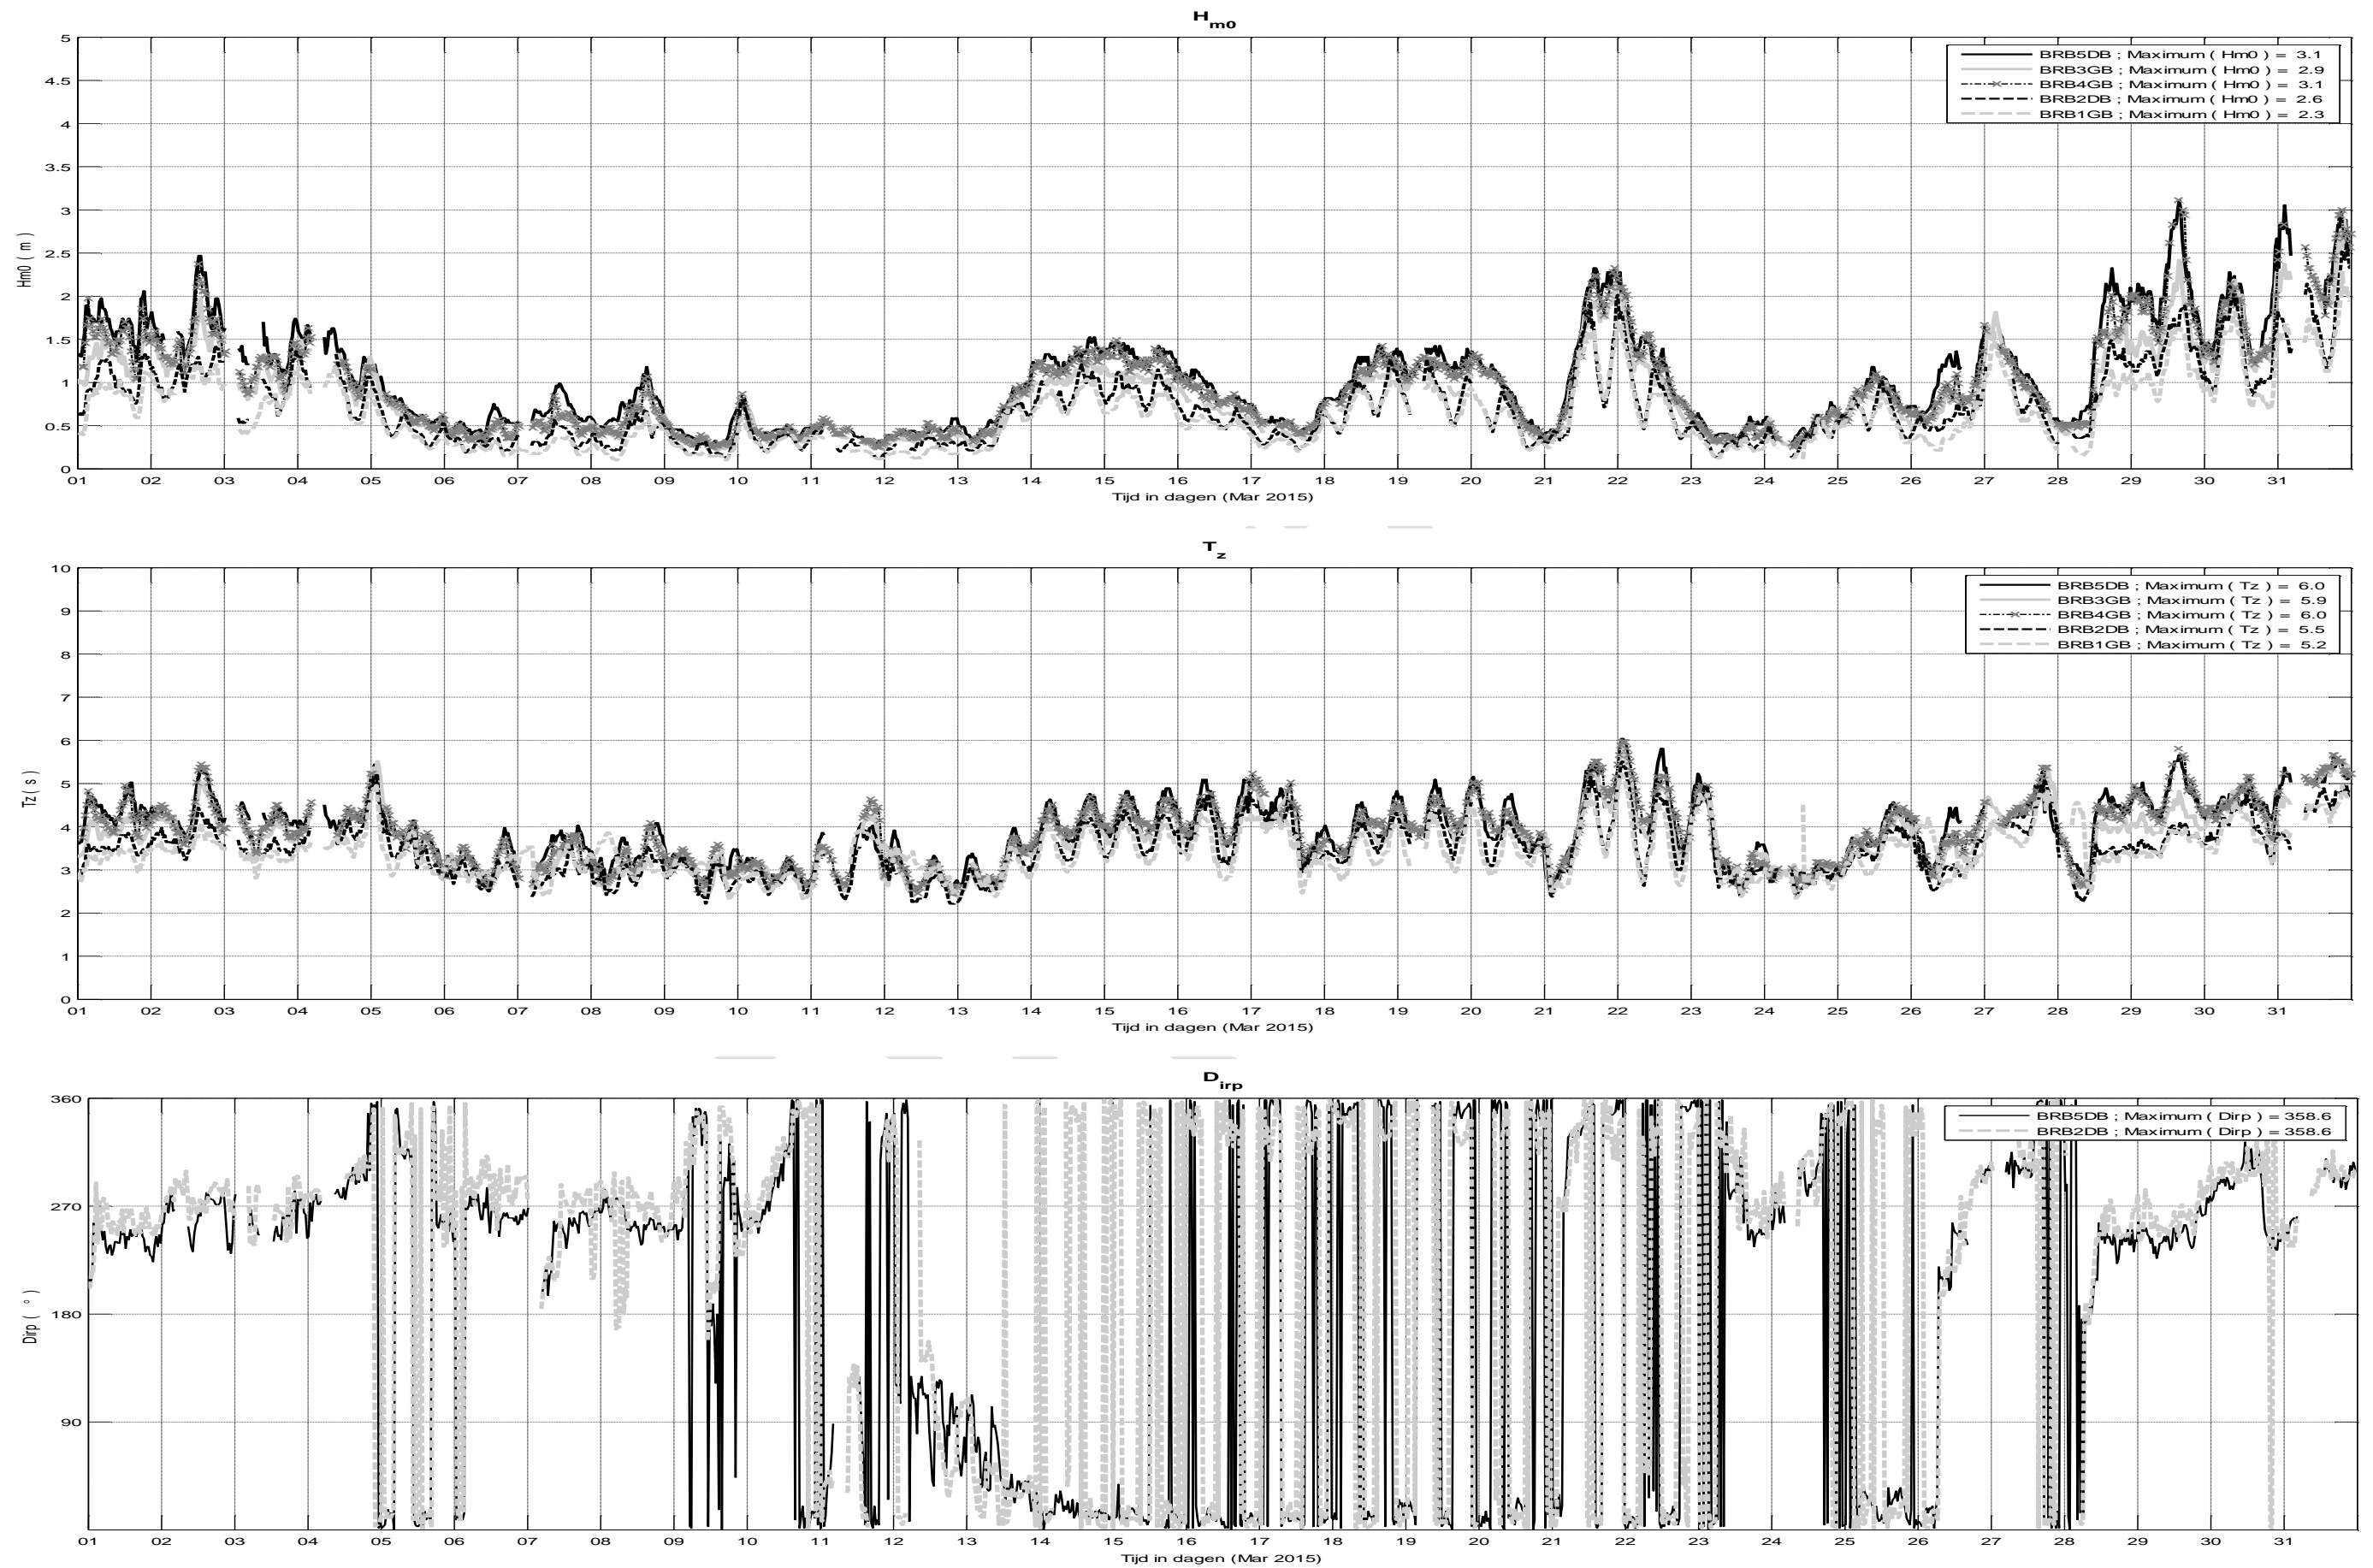 H_m0
5
4.5
4
3.5
3
2.5
2
1.5
1
0.5
0
Hm0 ( m )
BRB5DB ; Maximum ( Hm0 ) = 3.1
BRB3GB ; Maximum ( Hm0 ) = 2.9
BRB4GB ; Maximum ( Hm0 ) = 3.1
BRB2DB ; Maximum ( Hm0 ) = 2.6
BRB1GB ; Maximum ( Hm0 ) = 2.3
01 02 03 04 05 06 07 08 09 10 11 12 13 14 15 16 17 18 19 20 21 22 23 24 25 26 27 28 29 30 31
Tijd in dagen (Mar 2015)
T_z
10
9
8
7
6
5
4
3
2
1
0
Tz ( s )
BRB5DB ; Maximum ( Tz ) = 6.0
BRB3GB ; Maximum ( Tz ) = 5.9
BRB4GB ; Maximum ( Tz ) = 6.0
BRB2DB ; Maximum ( Tz ) = 5.5
BRB1GB ; Maximum ( Tz ) = 5.2
01 02 03 04 05 06 07 08 09 10 11 12 13 14 15 16 17 18 19 20 21 22 23 24 25 26 27 28 29 30 31
Tijd in dagen (Mar 2015)
D_irp
360
270
180
90
Dirp ( ° )
BRB5DB ; Maximum ( Dirp ) = 358.6
BRB2DB ; Maximum ( Dirp ) = 358.6
01 02 03 04 05 06 07 08 09 10 11 12 13 14 15 16 17 18 19 20 21 22 23 24 25 26 27 28 29 30 31
Tijd in dagen (Mar 2015)